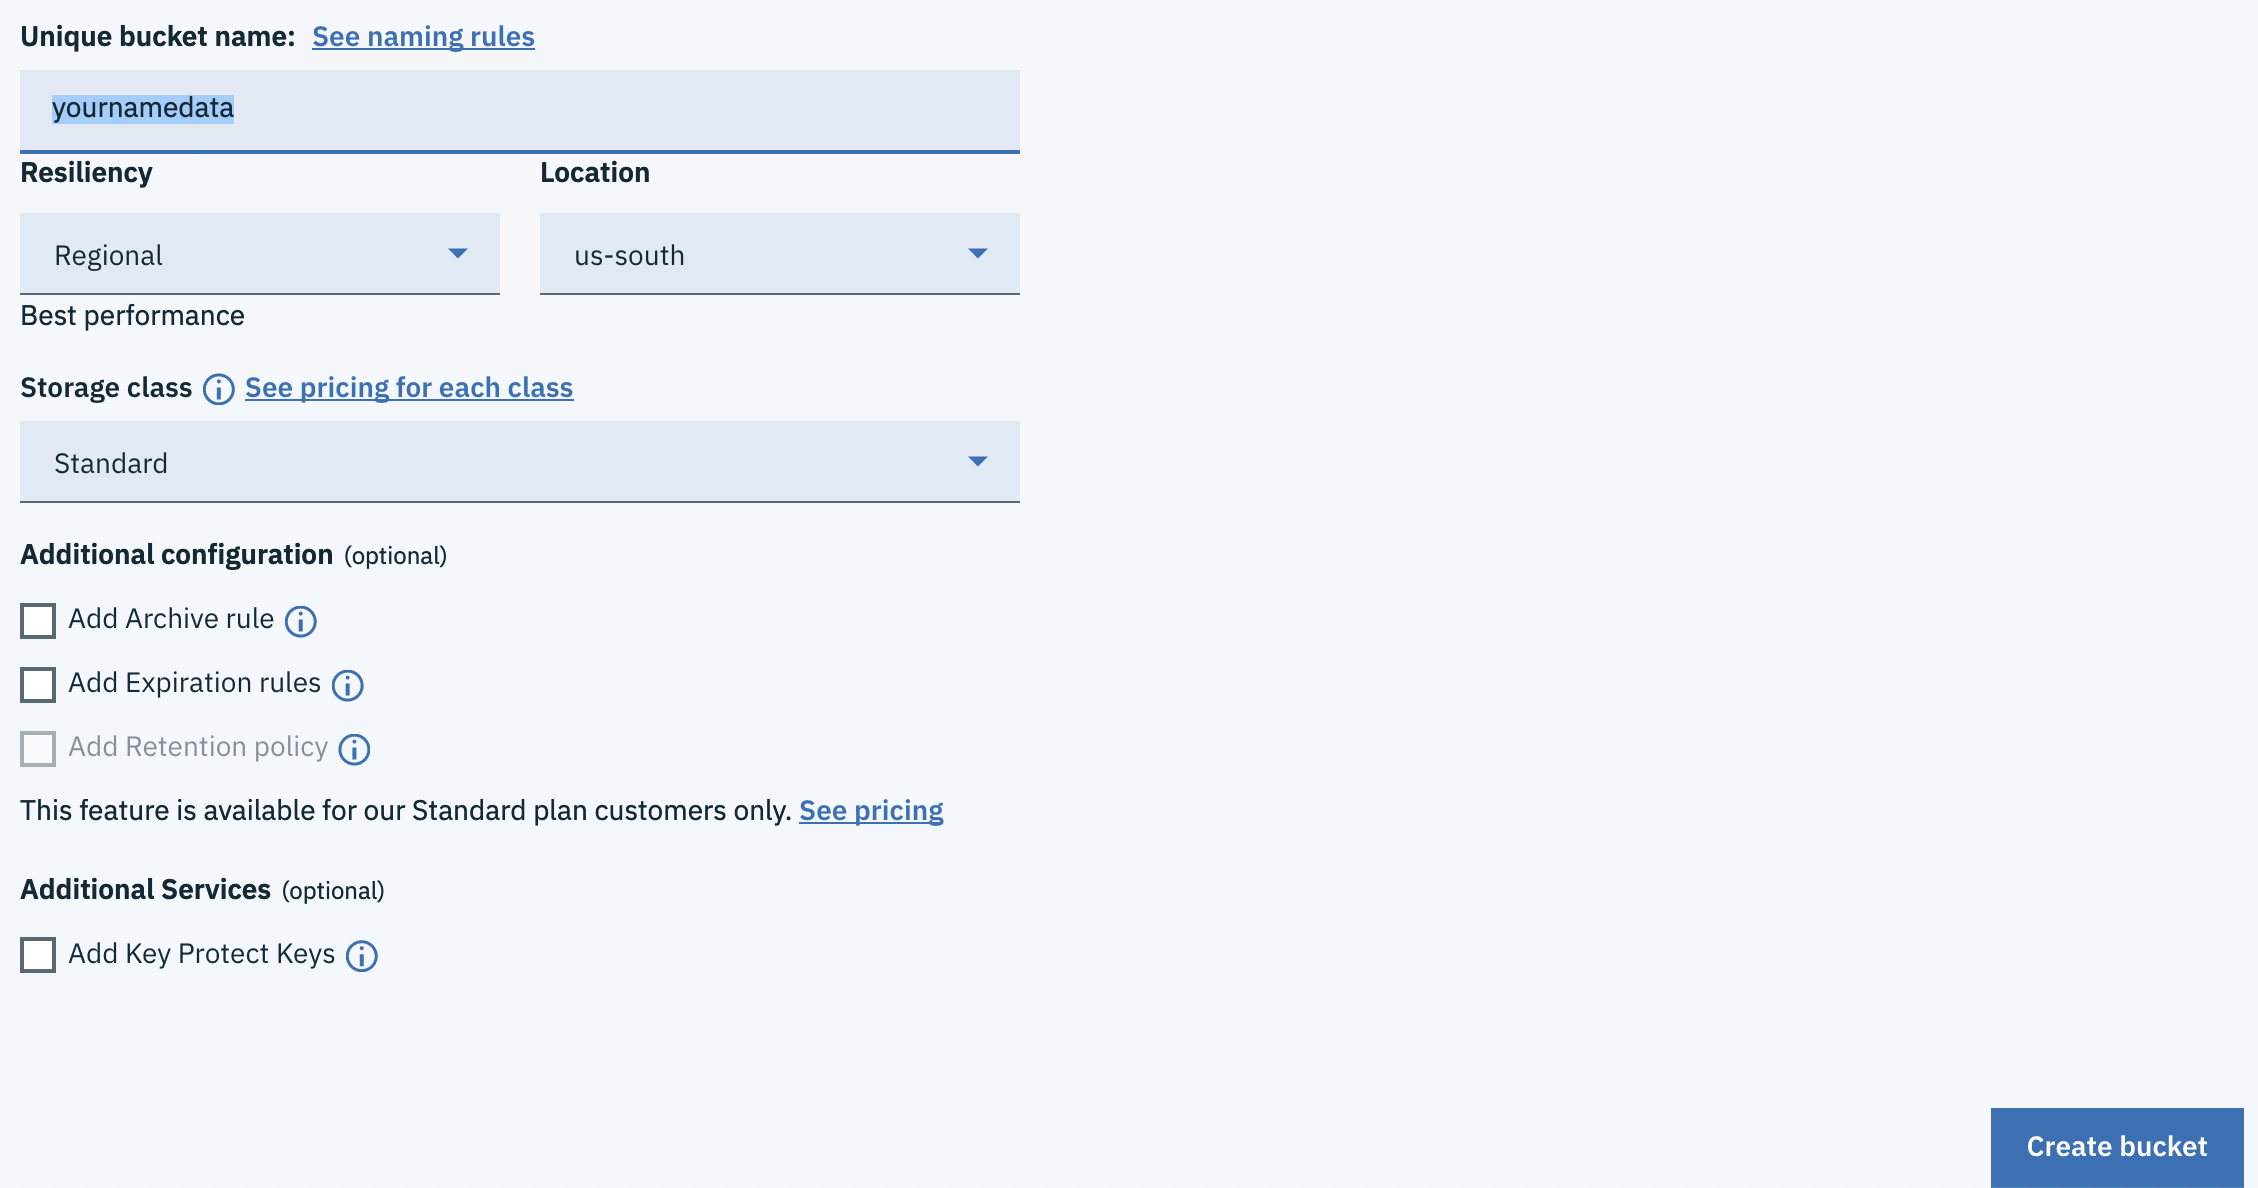 Unique bucket name: See naming rules
yournamedata
Resiliency Location
Regional us-south
Best performance
Storage class See pricing for each class
Standard
Additional configuration (optional)
Add Archive rule
Add Expiration rules
Add Retention policy
This feature is available for our Standard plan customers only. See pricing
Additional Services (optional)
Add Key Protect Keys
Create bucket